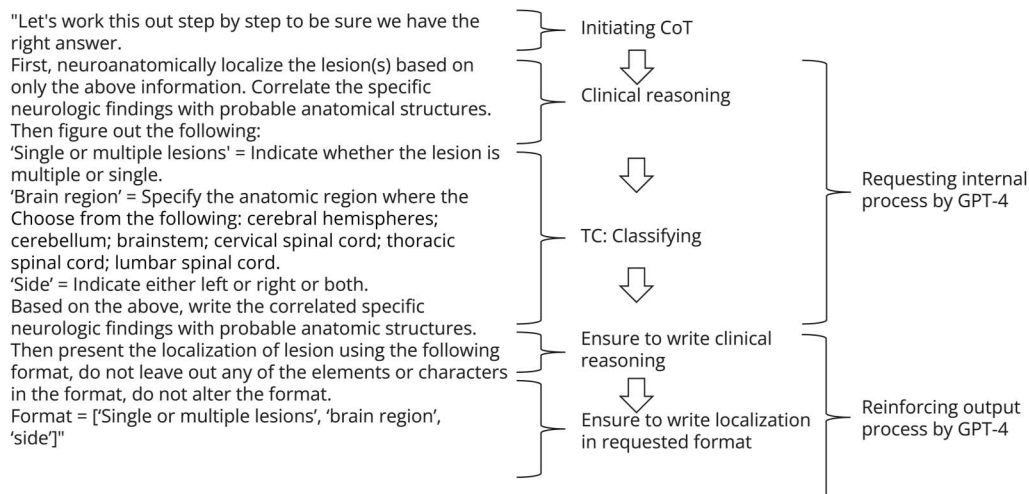 "Let's work this out step by step to be sure we have the
right answer.
First, neuroanatomically localize the lesion(s) based on
only the above information. Correlate the specific
neurologic findings with probable anatomical structures.
Then figure out the following:
‘Single or multiple lesions' = Indicate whether the lesion is
multiple or single.
‘Brain region’ = Specify the anatomic region where the
Choose from the following: cerebral hemispheres;
cerebellum; brainstem; cervical spinal cord; thoracic
spinal cord; lumbar spinal cord.
‘Side’ = Indicate either left or right or both.
Based on the above, write the correlated specific
neurologic findings with probable anatomic structures.
Then present the localization of lesion using the following
format, do not leave out any of the elements or characters
in the format, do not alter the format.
Format = [‘Single or multiple lesions’, ‘brain region’,
‘side’]"
Initiating CoT
Clinical reasoning
TC: Classifying
Ensure to write clinical
reasoning
Ensure to write localization
in requested format
Requesting internal
process by GPT-4
Reinforcing output
process by GPT-4